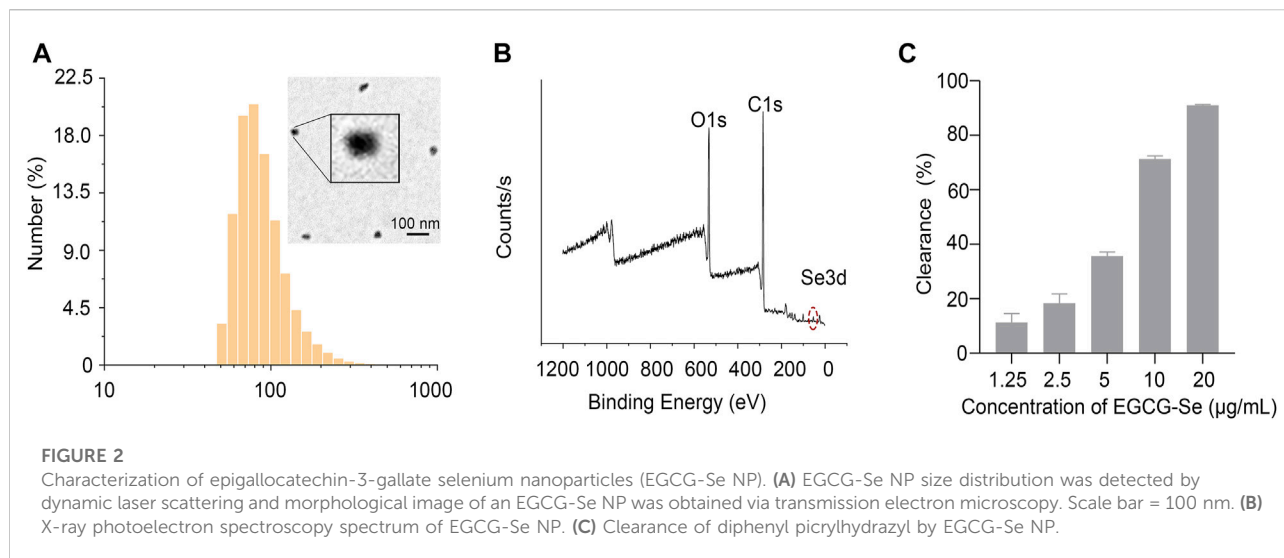 A
22.5
18.0
13.5
9.0
4.5
0
Number (%)
100 nm
10 100 1000
B
Counts/s
O1s
C1s
Se3d
1200 1000 800 600 400 200 0
Binding Energy (eV)
C
100
80
60
40
20
0
Clearance (%)
1.25 2.5 5 10 20
Concentration of EGCG-Se (μg/mL)
FIGURE 2
Characterization of epigallocatechin-3-gallate selenium nanoparticles (EGCG-Se NP). (A) EGCG-Se NP size distribution was detected by
dynamic laser scattering and morphological image of an EGCG-Se NP was obtained via transmission electron microscopy. Scale bar = 100 nm. (B)
X-ray photoelectron spectroscopy spectrum of EGCG-Se NP. (C) Clearance of diphenyl picrylhydrazyl by EGCG-Se NP.